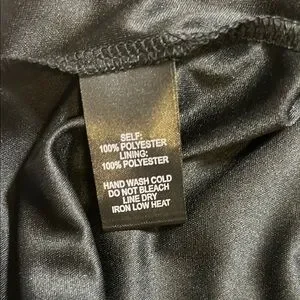 SELF:
100% POLYESTER
LINING:
100% POLYESTER
HAND WASH COLD
DO NOT BLEACH
LINE DRY
IRON LOW HEAT